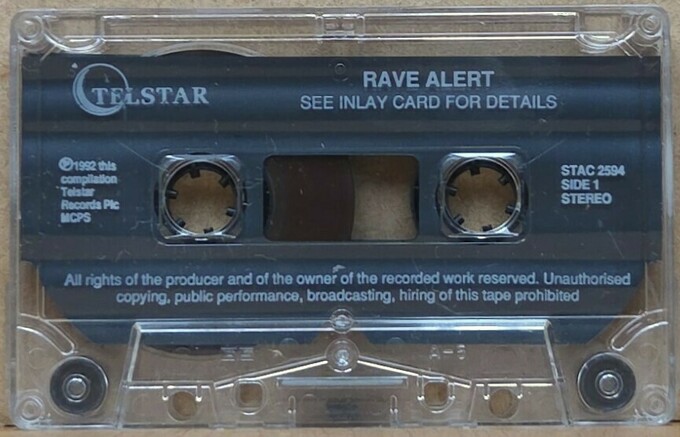 TELSTAR
RAVE ALERT
SEE INLAY CARD FOR DETAILS
℗1992 this
compilation
Telstar
Records Plc
MCPS
STAC 2594
SIDE 1
STEREO
All rights of the producer and of the owner of the recorded work reserved. Unauthorised
copying, public performance, broadcasting, hiring of this tape prohibited